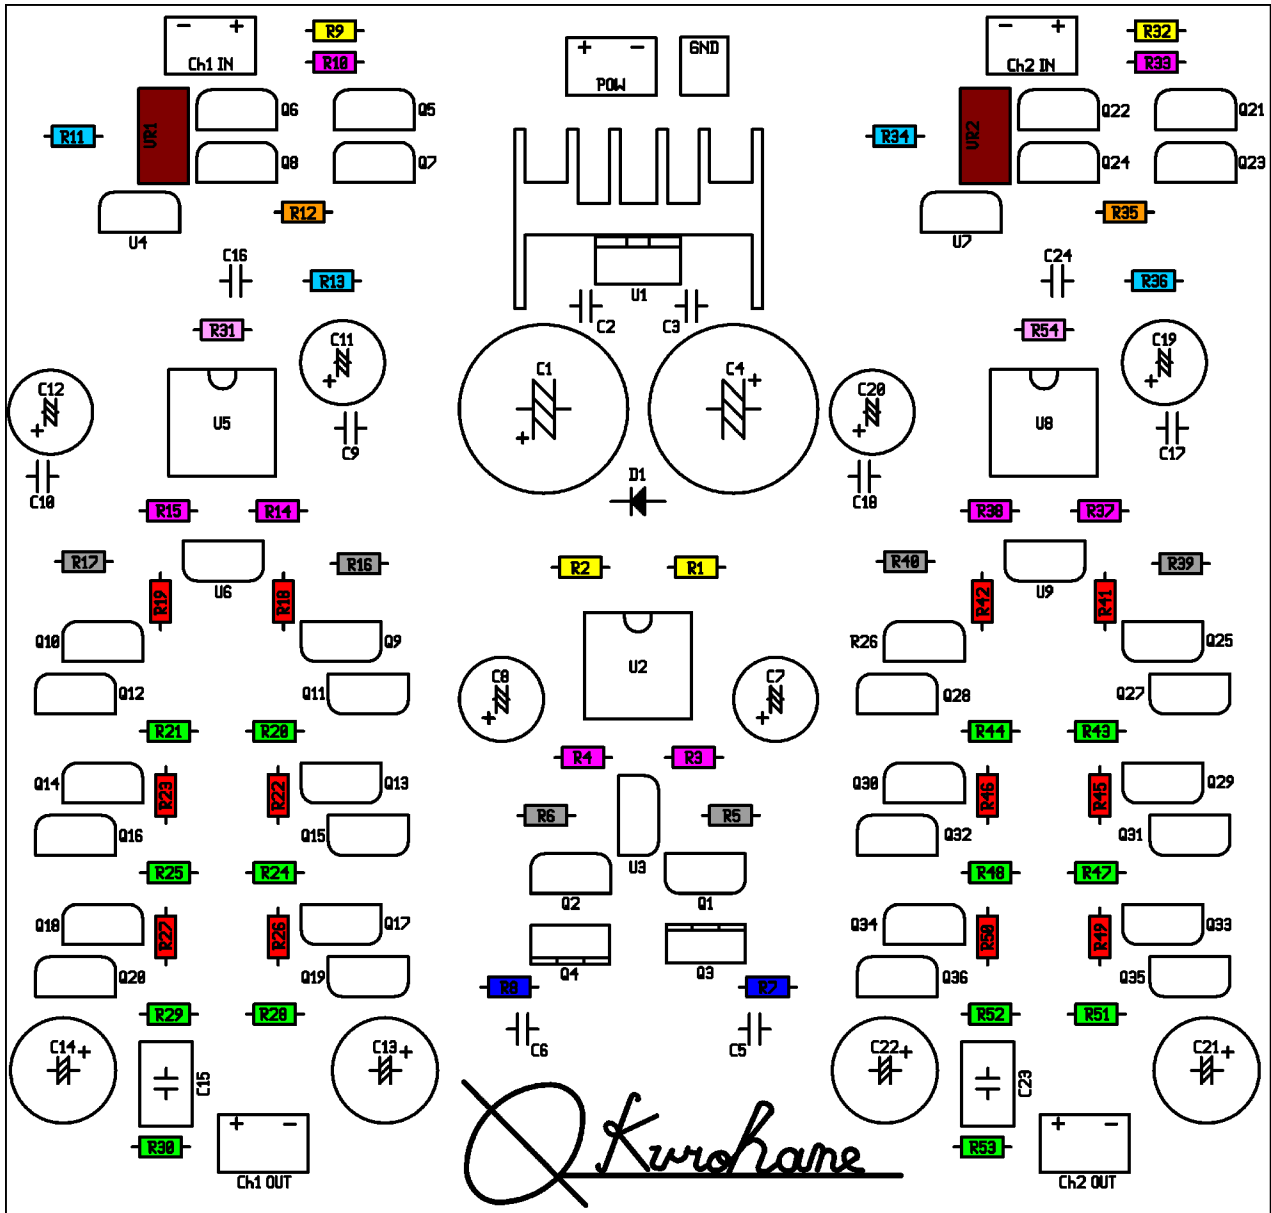 - +
Ch1 IN
R9
R10
+ -
POW
GND
- +
Ch2 IN
R32
R33
R11
VR1
Q6
Q5
Q8
Q7
U4
R12
R34
VR2
Q22
Q21
Q24
Q23
U7
R35
C16
R13
U1
C24
R36
C2
C3
R31
C11
+
C1
+
C4
+
R54
C19
+
C12
+
U5
C9
C20
+
U8
C17
C10
D1
C18
R15
R14
R38
R37
R17
U6
R16
R2
R1
R40
U9
R39
R19
R18
R42
R41
Q10
Q9
U2
R26
Q25
Q12
Q11
C8
+
C7
+
Q28
Q27
R21
R20
R4
R3
R44
R43
Q14
R23
R22
Q13
Q30
R46
R45
Q29
Q16
Q15
R6
U3
R5
Q32
Q31
R25
R24
Q2
Q1
R48
R47
Q18
R27
R26
Q17
Q34
R50
R49
Q33
Q20
Q19
Q4
Q3
Q36
Q35
R8
R7
R29
R28
C6
C5
R52
R51
C14
+
C15
C13
+
C22
+
C23
C21
+
R30
+ -
Ch1 OUT
Kurohane
R53
+ -
Ch2 OUT